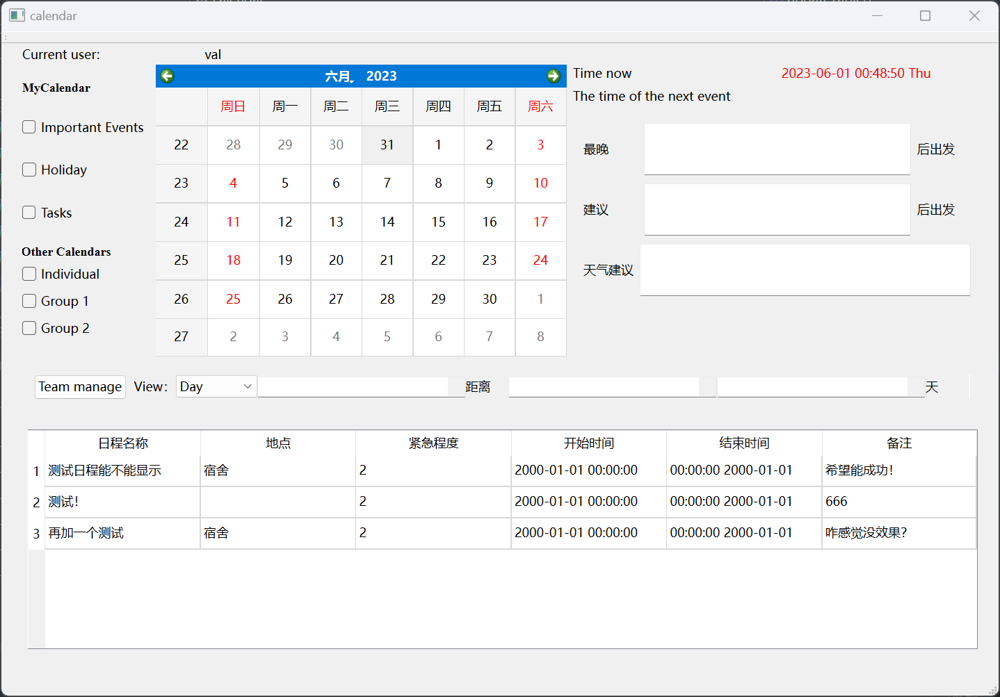 calendar
Current user: val
MyCalendar
Important Events
Holiday
Tasks
Other Calendars
Individual
Group 1
Group 2
六月, 2023
周日 周一 周二 周三 周四 周五 周六
22 28 29 30 31 1 2 3
23 4 5 6 7 8 9 10
24 11 12 13 14 15 16 17
25 18 19 20 21 22 23 24
26 25 26 27 28 29 30 1
27 2 3 4 5 6 7 8
Time now 2023-06-01 00:48:50 Thu
The time of the next event
最晚 后出发
建议 后出发
天气建议
Team manage View： Day 距离 天
日程名称 地点 紧急程度 开始时间 结束时间 备注
1 测试日程能不能显示 宿舍 2 2000-01-01 00:00:00 00:00:00 2000-01-01 希望能成功！
2 测试！ 2 2000-01-01 00:00:00 00:00:00 2000-01-01 666
3 再加一个测试 宿舍 2 2000-01-01 00:00:00 00:00:00 2000-01-01 咋感觉没效果？